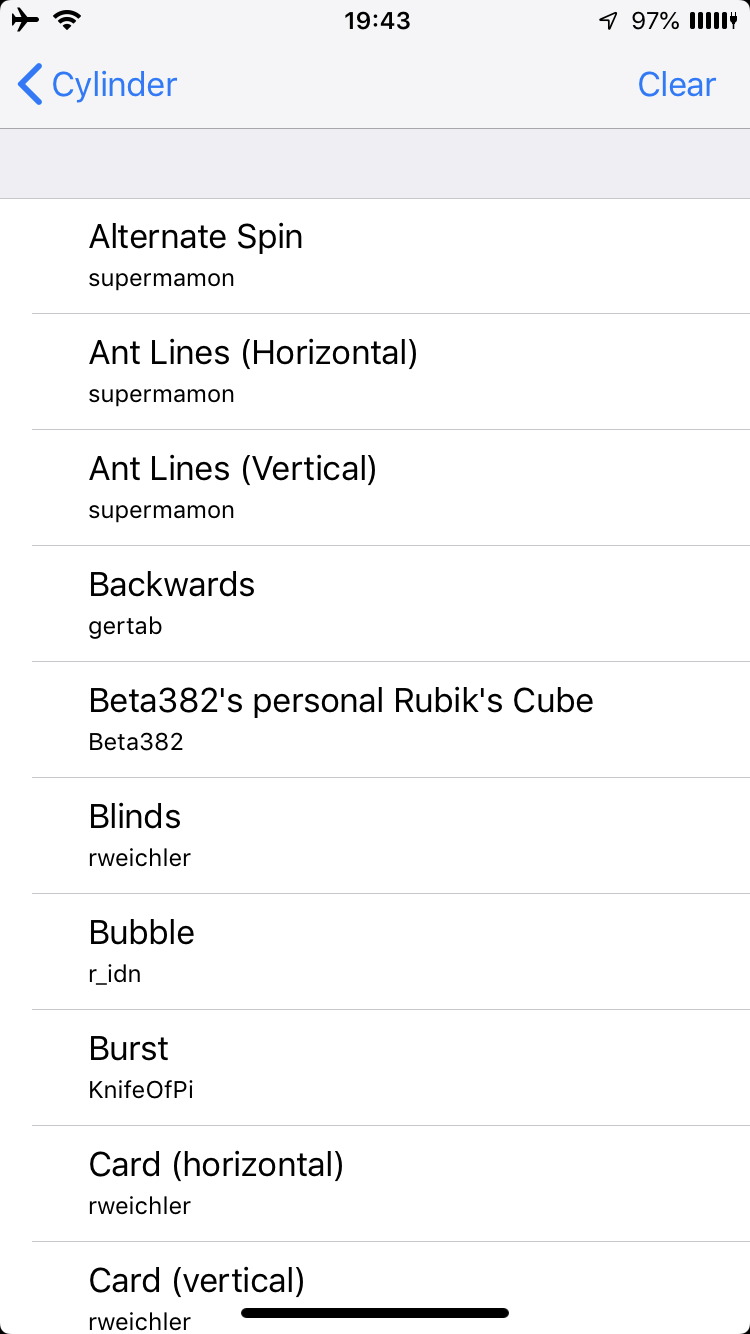 19:43
97%
Cylinder
Clear
Alternate Spin
supermamon
Ant Lines (Horizontal)
supermamon
Ant Lines (Vertical)
supermamon
Backwards
gertab
Beta382's personal Rubik's Cube
Beta382
Blinds
rweichler
Bubble
r_idn
Burst
KnifeOfPi
Card (horizontal)
rweichler
Card (vertical)
rweichler